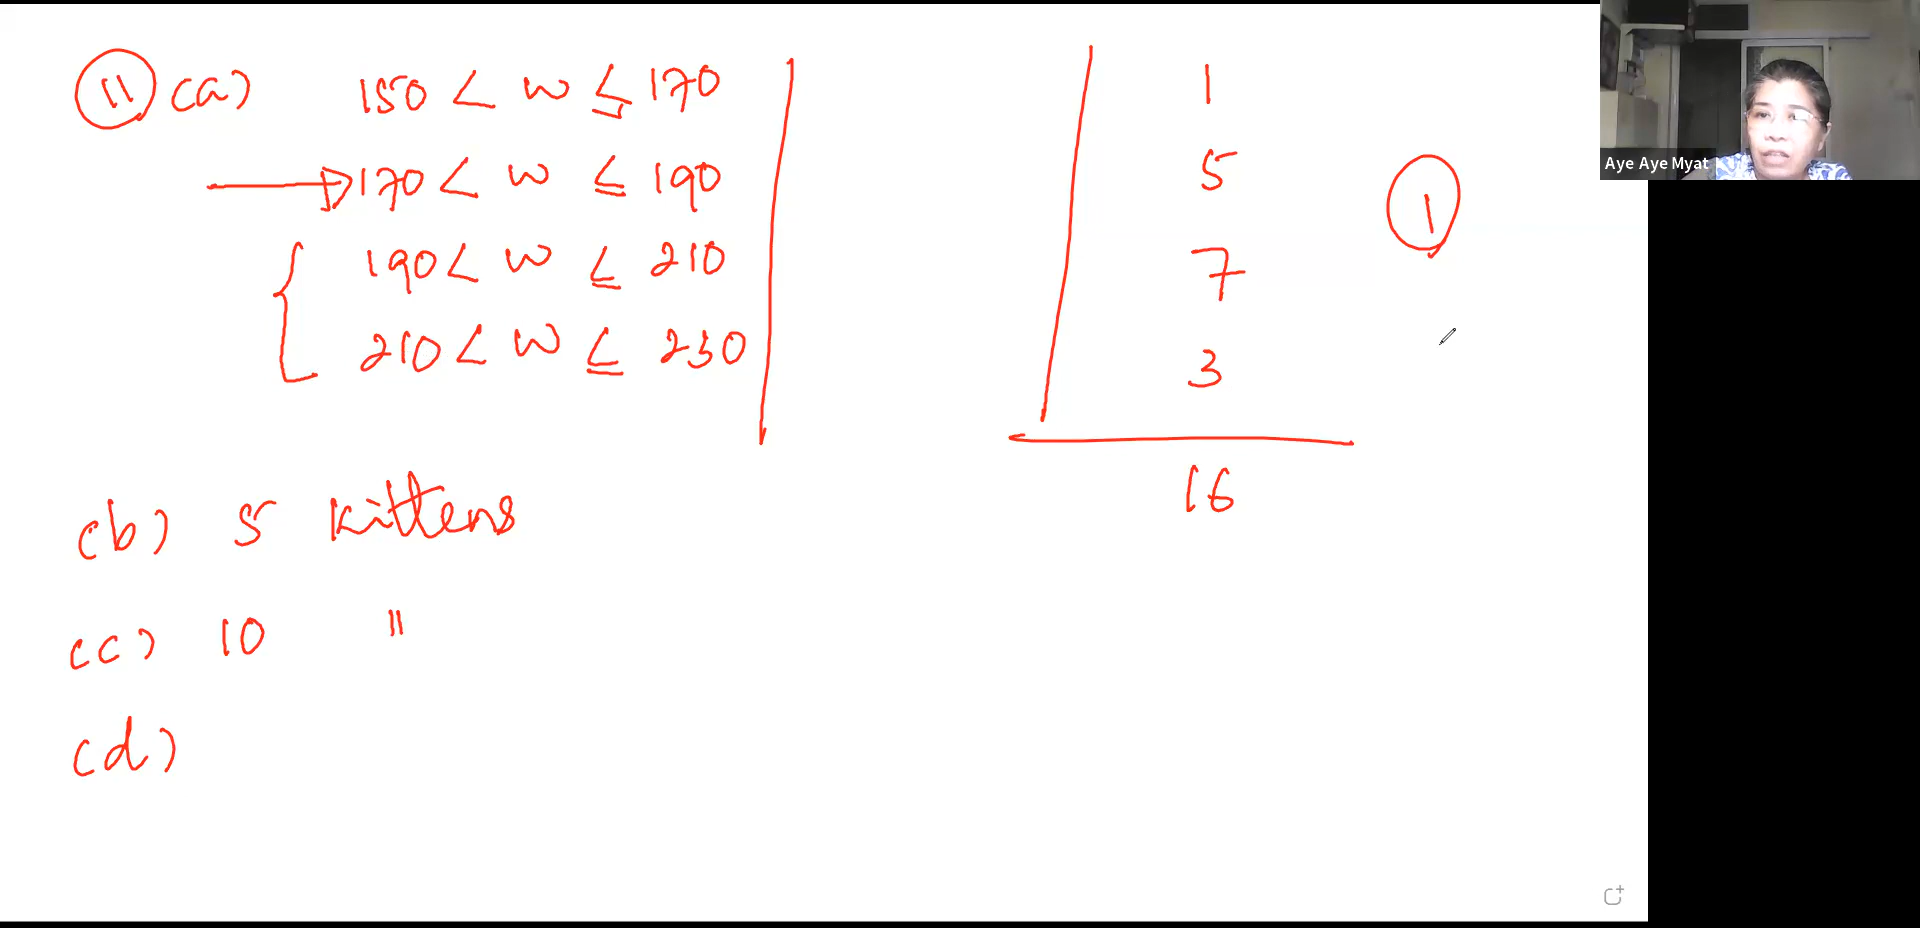 11 (a) 150 < w ≤ 170 1
170 < w ≤ 190 5 1
190 < w ≤ 210 7
210 < w ≤ 230 3
16
(b) 5 kittens
(c) 10 "
(d)
Aye Aye Myat